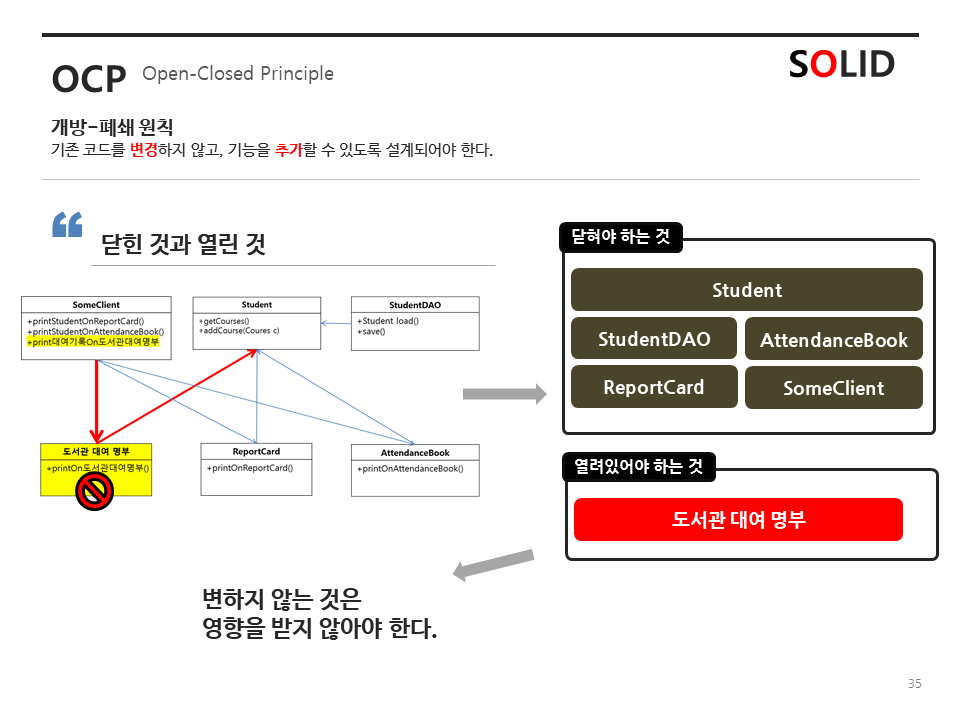 OCP Open-Closed Principle
SOLID
개방-폐쇄 원칙
기존 코드를 변경하지 않고, 기능을 추가할 수 있도록 설계되어야 한다.
“
닫힌 것과 열린 것
SomeClient
+printStudentOnReportCard()
+printStudentOnAttendanceBook()
+print대여기록On도서관대여명부
Student
+getCourses()
+addCourse(Coures c)
StudentDAO
+Student load()
+save()
도서관 대여 명부
+printOn도서관대여명부()
ReportCard
+printOnReportCard()
AttendanceBook
+printOnAttendanceBook()
닫혀야 하는 것
Student
StudentDAO
AttendanceBook
ReportCard
SomeClient
열려있어야 하는 것
도서관 대여 명부
변하지 않는 것은
영향을 받지 않아야 한다.
35